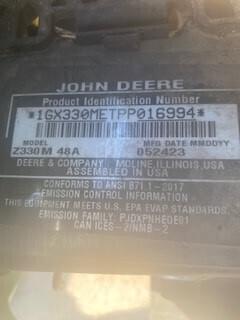 JOHN DEERE
Product Identification Number
*1GX330METPP016994*
MODEL MFG DATE-MMDDYY
Z330M 48A 052423
DEERE & COMPANY MOLINE, ILLINOIS, USA
ASSEMBLED IN USA
CONFORMS TO ANSI B71.1-2017
EMISSION CONTROL INFORMATION
THIS EQUIPMENT MEETS U.S. EPA EVAP STANDARDS.
EMISSION FAMILY:
CAN ICES-2/NMB-2